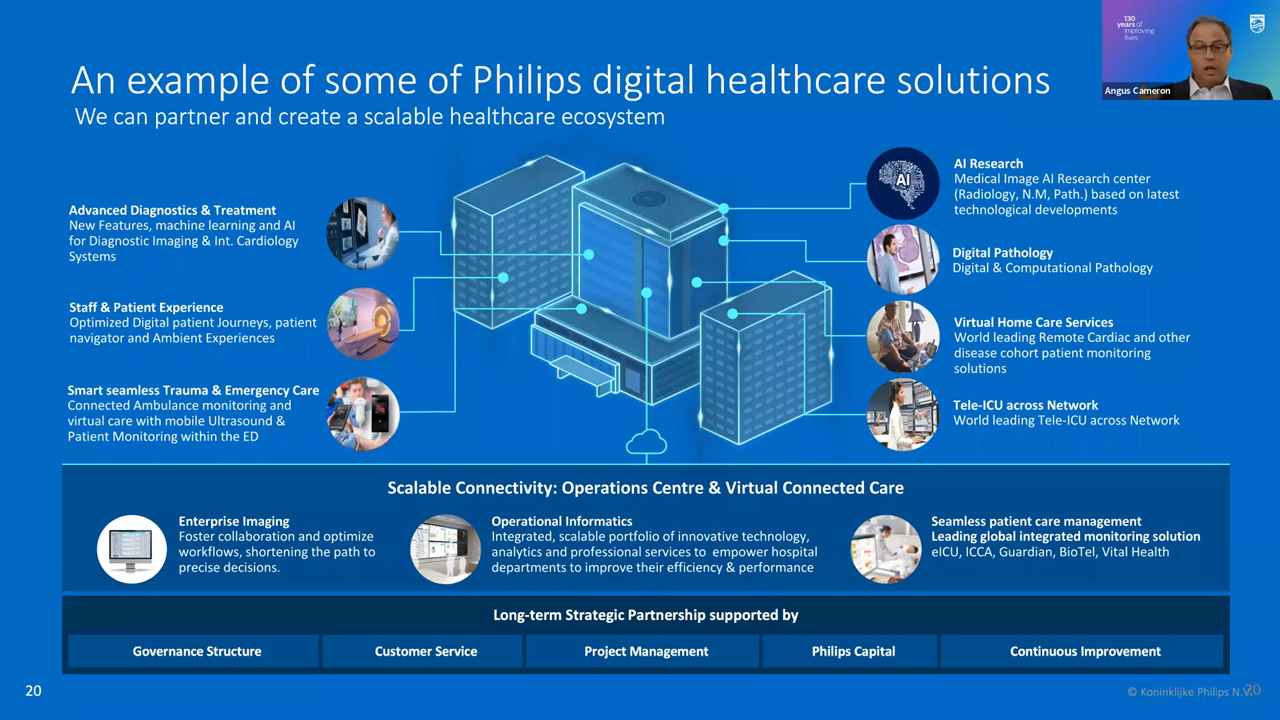 130
years of
improving
lives
Angus Cameron
An example of some of Philips digital healthcare solutions
We can partner and create a scalable healthcare ecosystem
Advanced Diagnostics & Treatment
New Features, machine learning and AI
for Diagnostic Imaging & Int. Cardiology
Systems
Staff & Patient Experience
Optimized Digital patient Journeys, patient
navigator and Ambient Experiences
Smart seamless Trauma & Emergency Care
Connected Ambulance monitoring and
virtual care with mobile Ultrasound &
Patient Monitoring within the ED
AI
AI Research
Medical Image AI Research center
(Radiology, N.M, Path.) based on latest
technological developments
Digital Pathology
Digital & Computational Pathology
Virtual Home Care Services
World leading Remote Cardiac and other
disease cohort patient monitoring
solutions
Tele-ICU across Network
World leading Tele-ICU across Network
Scalable Connectivity: Operations Centre & Virtual Connected Care
Enterprise Imaging
Foster collaboration and optimize
workflows, shortening the path to
precise decisions.
Operational Informatics
Integrated, scalable portfolio of innovative technology,
analytics and professional services to empower hospital
departments to improve their efficiency & performance
Seamless patient care management
Leading global integrated monitoring solution
eICU, ICCA, Guardian, BioTel, Vital Health
Long-term Strategic Partnership supported by
Governance Structure
Customer Service
Project Management
Philips Capital
Continuous Improvement
20
© Koninklijke Philips N.V.
20